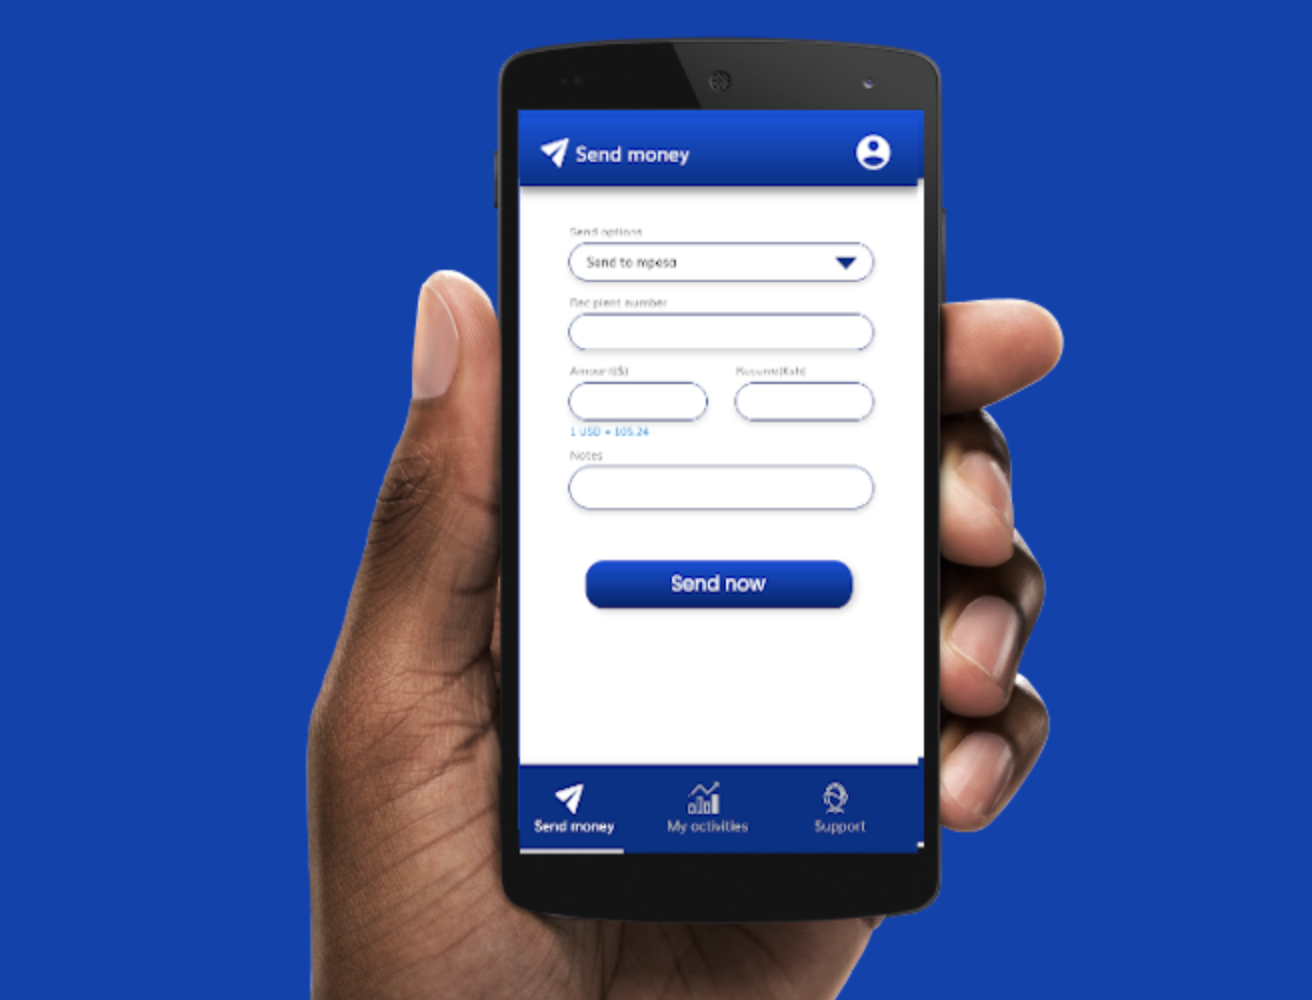 Send money
Send options
Send to mpesa
Recipient number
Amount($)
(Ksh)
1 USD = 105.24
Notes
Send now
Send money
My activities
Support